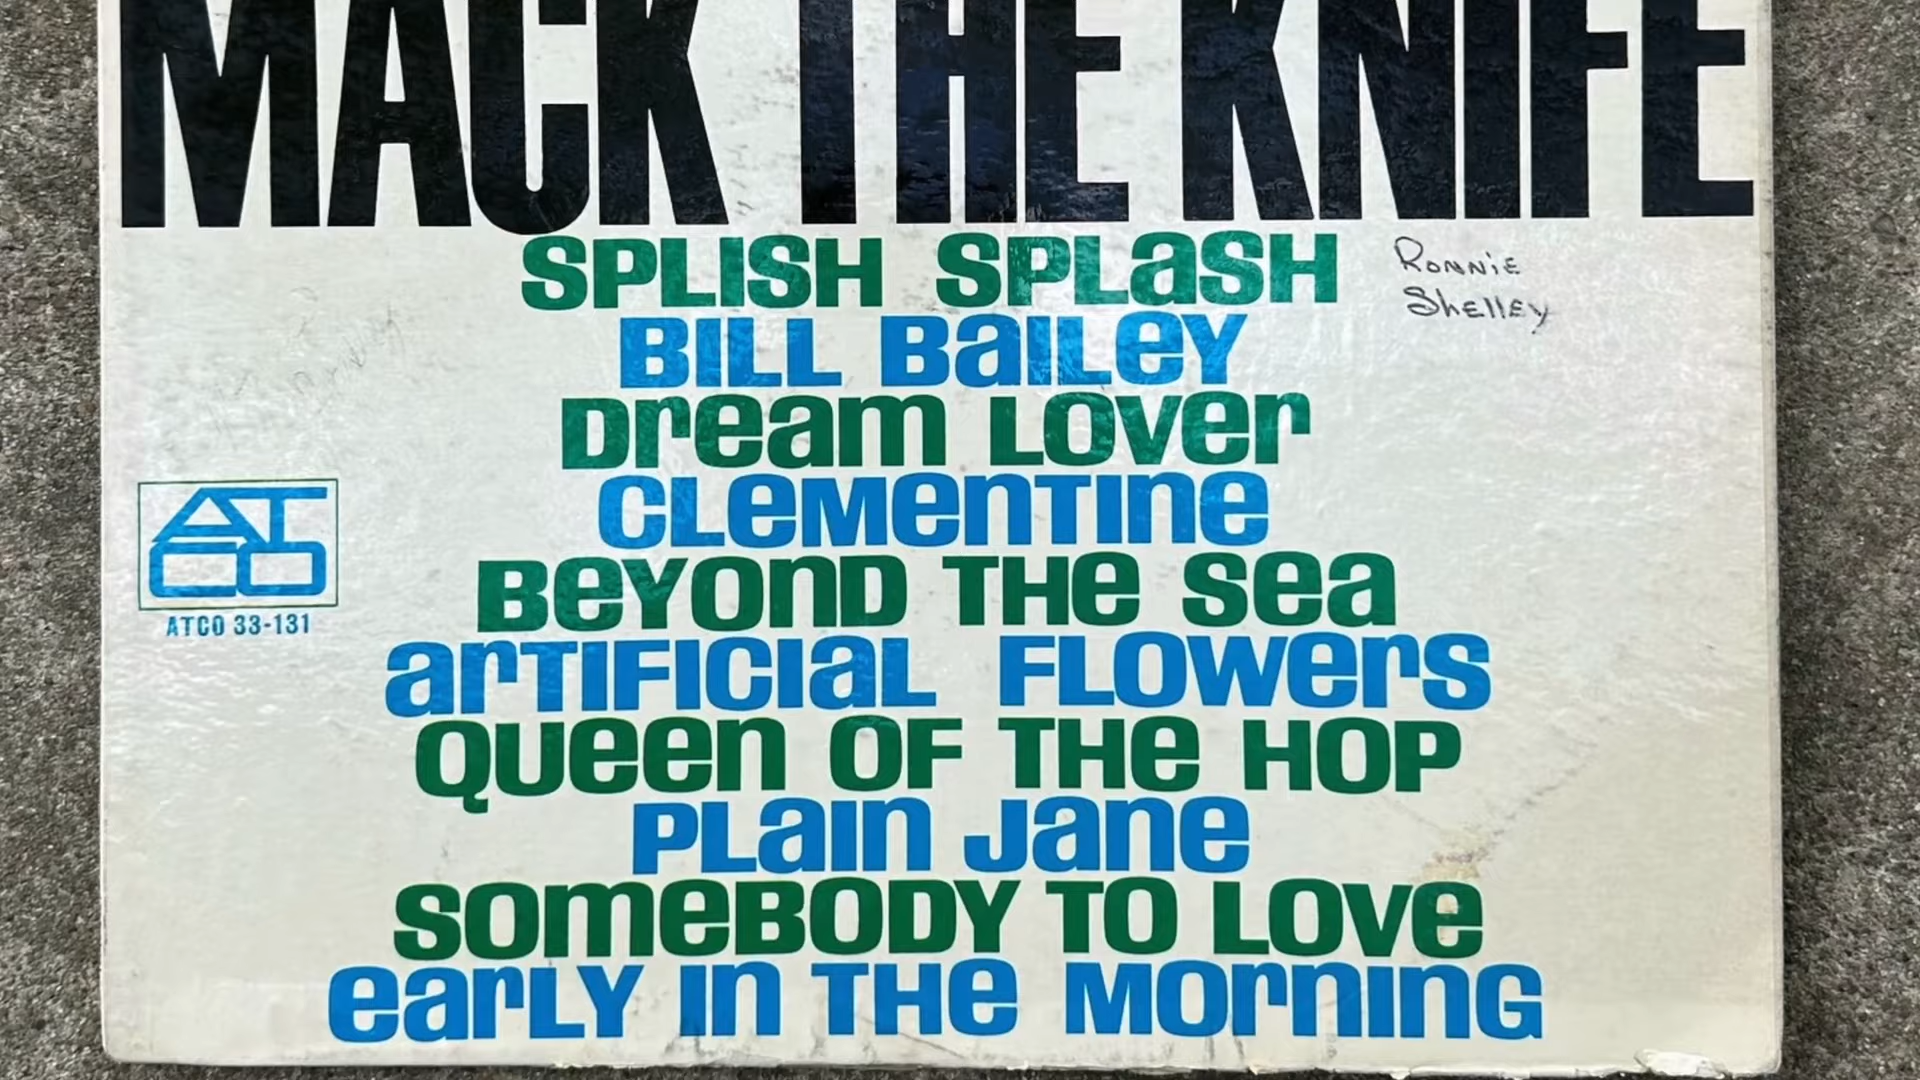 MACK THE KNIFE
SPLISH SPLaSH
Ronnie
Shelley
BILL BaILeY
Dream LOver
CLeMenTIne
BeYOnD THe sea
arTIFICIaL FLOwers
QUeen OF THe HOP
PLaIn Jane
someBODY TO LOve
earLY In THe MOrnInG
ATCO
ATCO 33-131